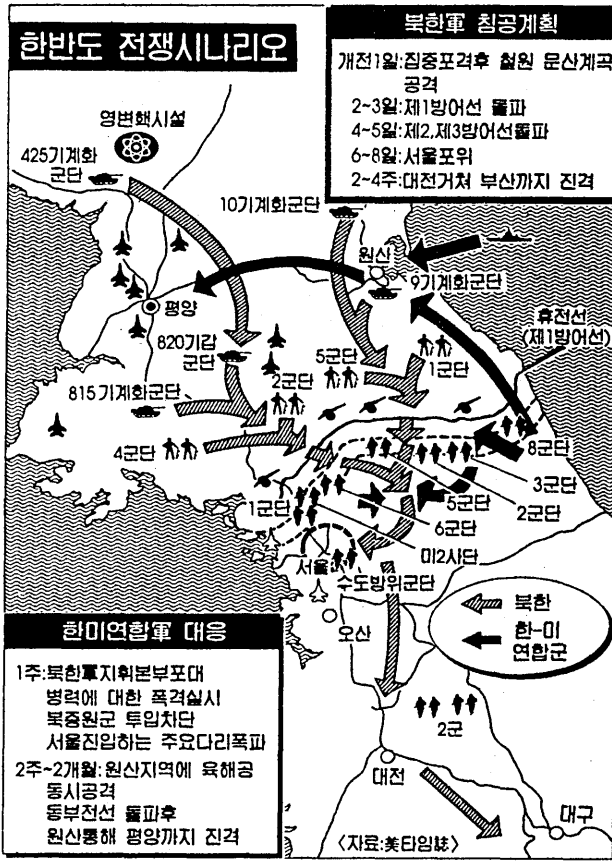 한반도 전쟁시나리오
북한軍 침공계획
개전1일:집중포격후 철원 문산계곡
공격
2~3일:제1방어선 돌파
4~5일:제2,제3방어선돌파
6~8일:서울포위
2~4주:대전거쳐 부산까지 진격
영변핵시설
425기계화
군단
10기계화군단
원산
9기계화군단
평양
휴전선
(제1방어선)
820기갑
군단
5군단
1군단
2군단
815기계화군단
4군단
8군단
3군단
1군단
5군단
2군단
6군단
미2사단
서울
수도방위군단
오산
북한
한-미
연합군
한미연합軍 대응
1주:북한軍지휘본부포대
병력에 대한 폭격실시
북증원군 투입차단
서울진입하는 주요다리폭파
2주~2개월:원산지역에 육해공
동시공격
동부전선 돌파후
원산통해 평양까지 진격
2군
대전
대구
〈자료:美타임誌〉